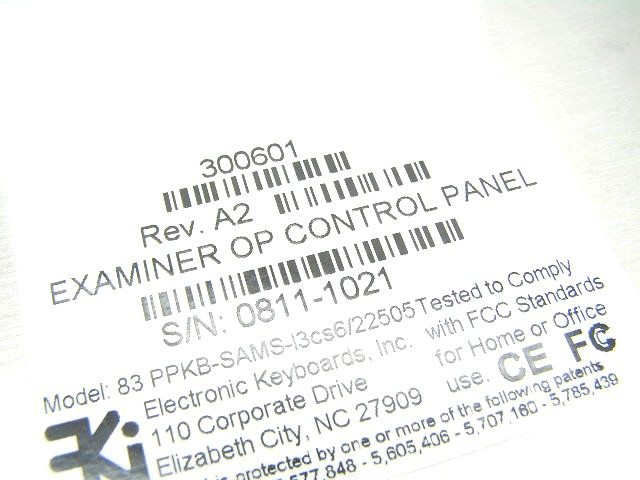 300601
Rev. A2
EXAMINER OP CONTROL PANEL
S/N: 0811-1021
Model: 83 PPKB-SAMS-I3cs6/22505
Electronic Keyboards, Inc.
110 Corporate Drive
Elizabeth City, NC 27909
Tested to Comply
with FCC Standards
for Home or Office
use. CE FC
EKi
is protected by one or more of the following patents
577,848 - 5,605,406 - 5,707,160 - 5,785,439